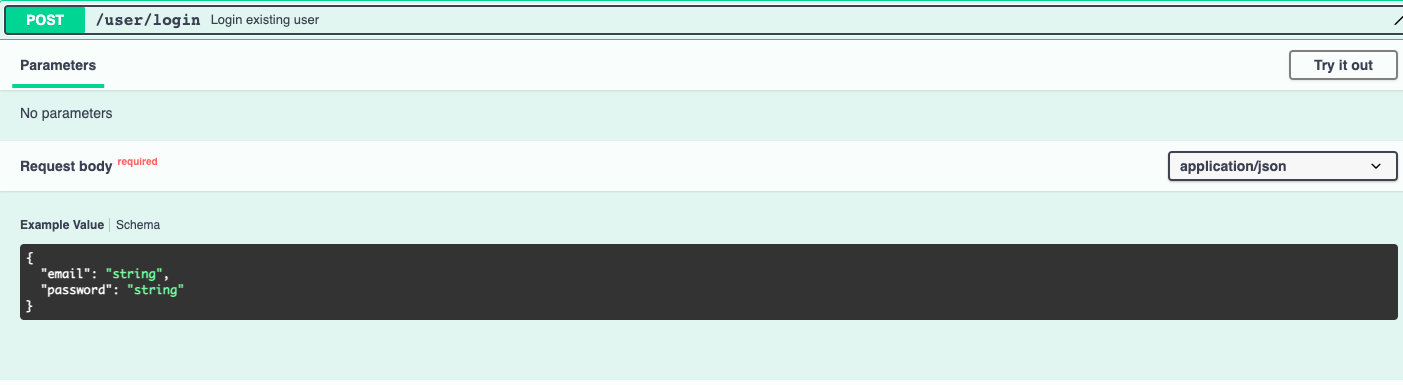 POST /user/login Login existing user
Parameters Try it out
No parameters
Request body required application/json
Example Value Schema
{
"email": "string",
"password": "string"
}